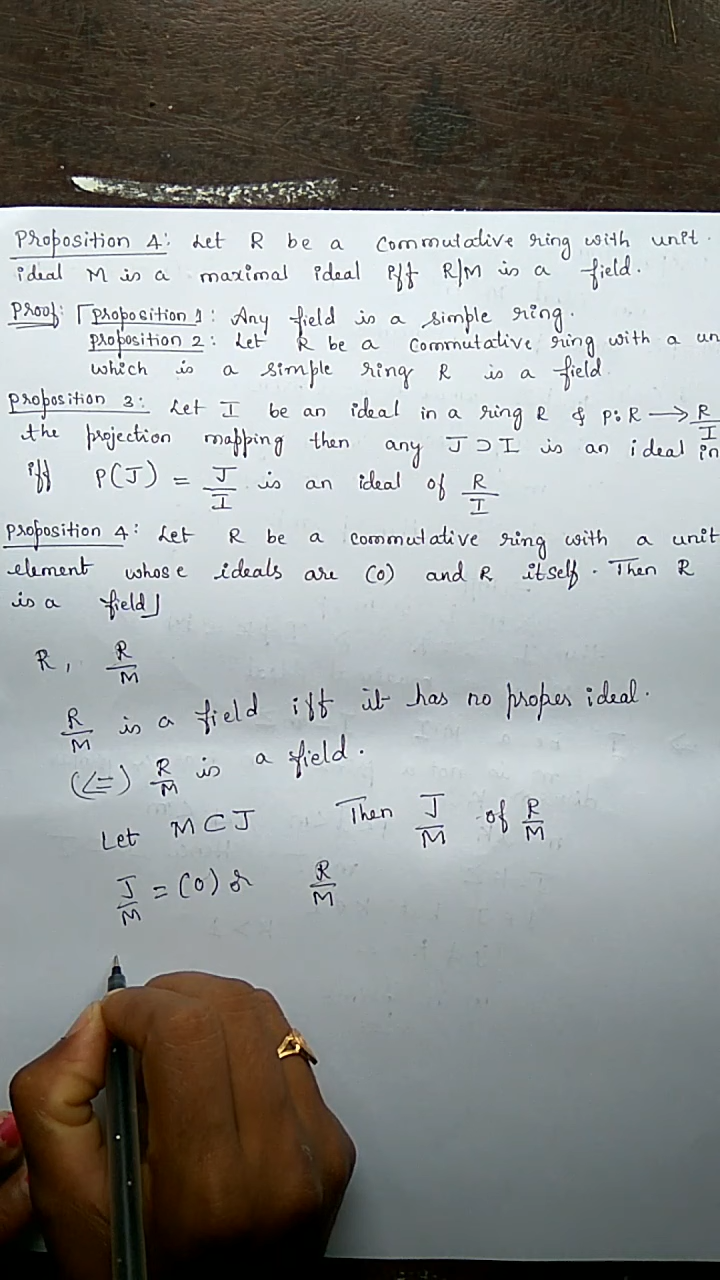 Proposition 4: Let R be a commutative ring with unit.
ideal M is a maximal ideal iff R/M is a field.
Proof: [Proposition 1: Any field is a simple ring.
Proposition 2: Let R be a commutative ring with a un
which is a simple ring R is a field.
Proposition 3: Let I be an ideal in a ring R & P: R → R/I
the projection mapping then any J ⊃ I is an ideal in
iff P(J) = J/I is an ideal of R/I
Proposition 4: Let R be a commutative ring with a unit
element whose ideals are (0) and R itself. Then R
is a field]
R, R/M
R/M is a field iff it has no proper ideal.
(<=) R/M is a field.
Let M ⊂ J Then J/M of R/M
J/M = (0) or R/M